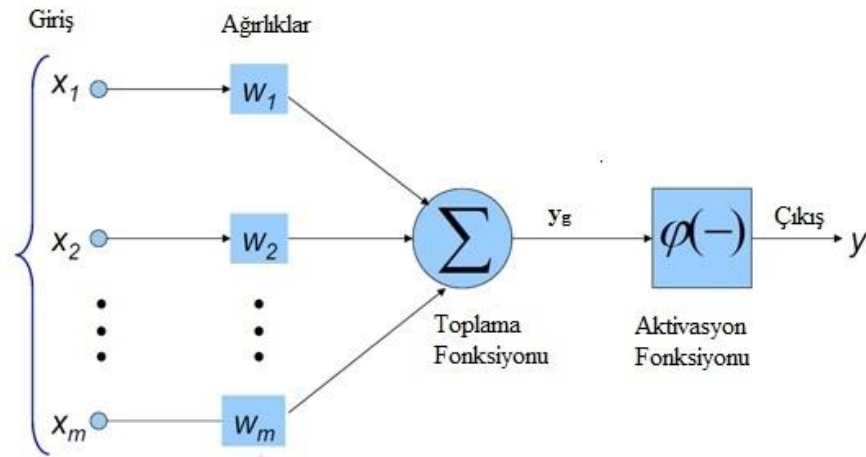 Giriş
Ağırlıklar
x1
w1
x2
w2
∑
yg
φ(−)
Çıkış
y
Toplama
Fonksiyonu
Aktivasyon
Fonksiyonu
xm
wm